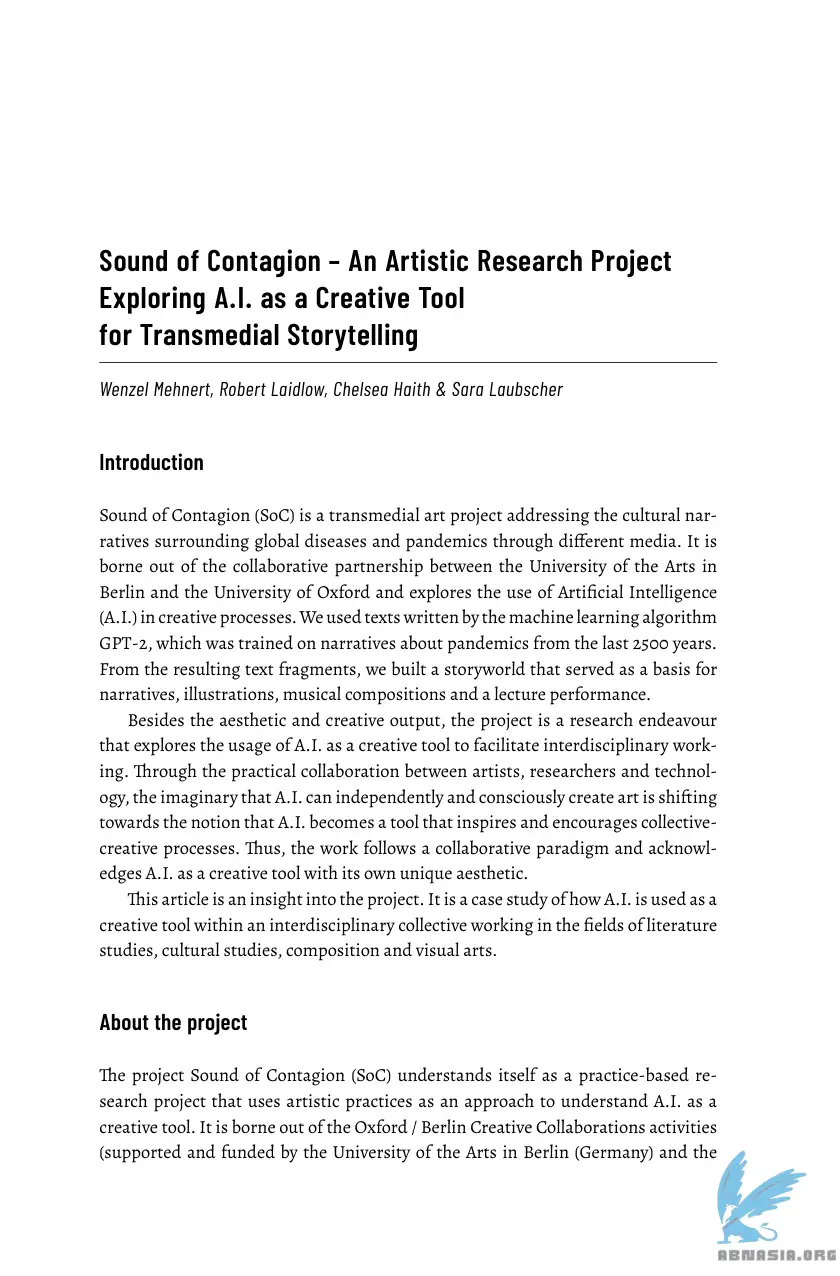 Sound of Contagion – An Artistic Research Project
Exploring A.I. as a Creative Tool
for Transmedial Storytelling
Wenzel Mehnert, Robert Laidlow, Chelsea Haith & Sara Laubscher
Introduction
Sound of Contagion (SoC) is a transmedial art project addressing the cultural nar-
ratives surrounding global diseases and pandemics through different media. It is
borne out of the collaborative partnership between the University of the Arts in
Berlin and the University of Oxford and explores the use of Artificial Intelligence
(A.I.) in creative processes. We used texts written by the machine learning algorithm
GPT-2, which was trained on narratives about pandemics from the last 2500 years.
From the resulting text fragments, we built a storyworld that served as a basis for
narratives, illustrations, musical compositions and a lecture performance.
Besides the aesthetic and creative output, the project is a research endeavour
that explores the usage of A.I. as a creative tool to facilitate interdisciplinary work-
ing. Through the practical collaboration between artists, researchers and technol-
ogy, the imaginary that A.I. can independently and consciously create art is shifting
towards the notion that A.I. becomes a tool that inspires and encourages collective-
creative processes. Thus, the work follows a collaborative paradigm and acknowl-
edges A.I. as a creative tool with its own unique aesthetic.
This article is an insight into the project. It is a case study of how A.I. is used as a
creative tool within an interdisciplinary collective working in the fields of literature
studies, cultural studies, composition and visual arts.
About the project
The project Sound of Contagion (SoC) understands itself as a practice-based re-
search project that uses artistic practices as an approach to understand A.I. as a
creative tool. It is borne out of the Oxford / Berlin Creative Collaborations activities
(supported and funded by the University of the Arts in Berlin (Germany) and the
ABNASIA.ORG